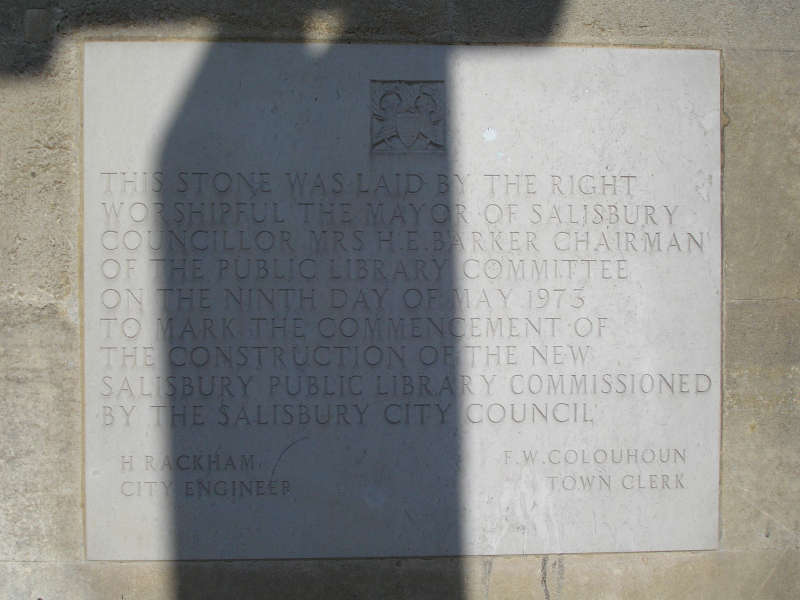 THIS STONE WAS LAID BY THE RIGHT
WORSHIPFUL THE MAYOR OF SALISBURY
COUNCILLOR MRS H.E.BARKER CHAIRMAN
OF THE PUBLIC LIBRARY COMMITTEE
ON THE NINTH DAY OF MAY 1973
TO MARK THE COMMENCEMENT OF
THE CONSTRUCTION OF THE NEW
SALISBURY PUBLIC LIBRARY COMMISSIONED
BY THE SALISBURY CITY COUNCIL
H RACKHAM
CITY ENGINEER
F.W.COLOUHOUN
TOWN CLERK